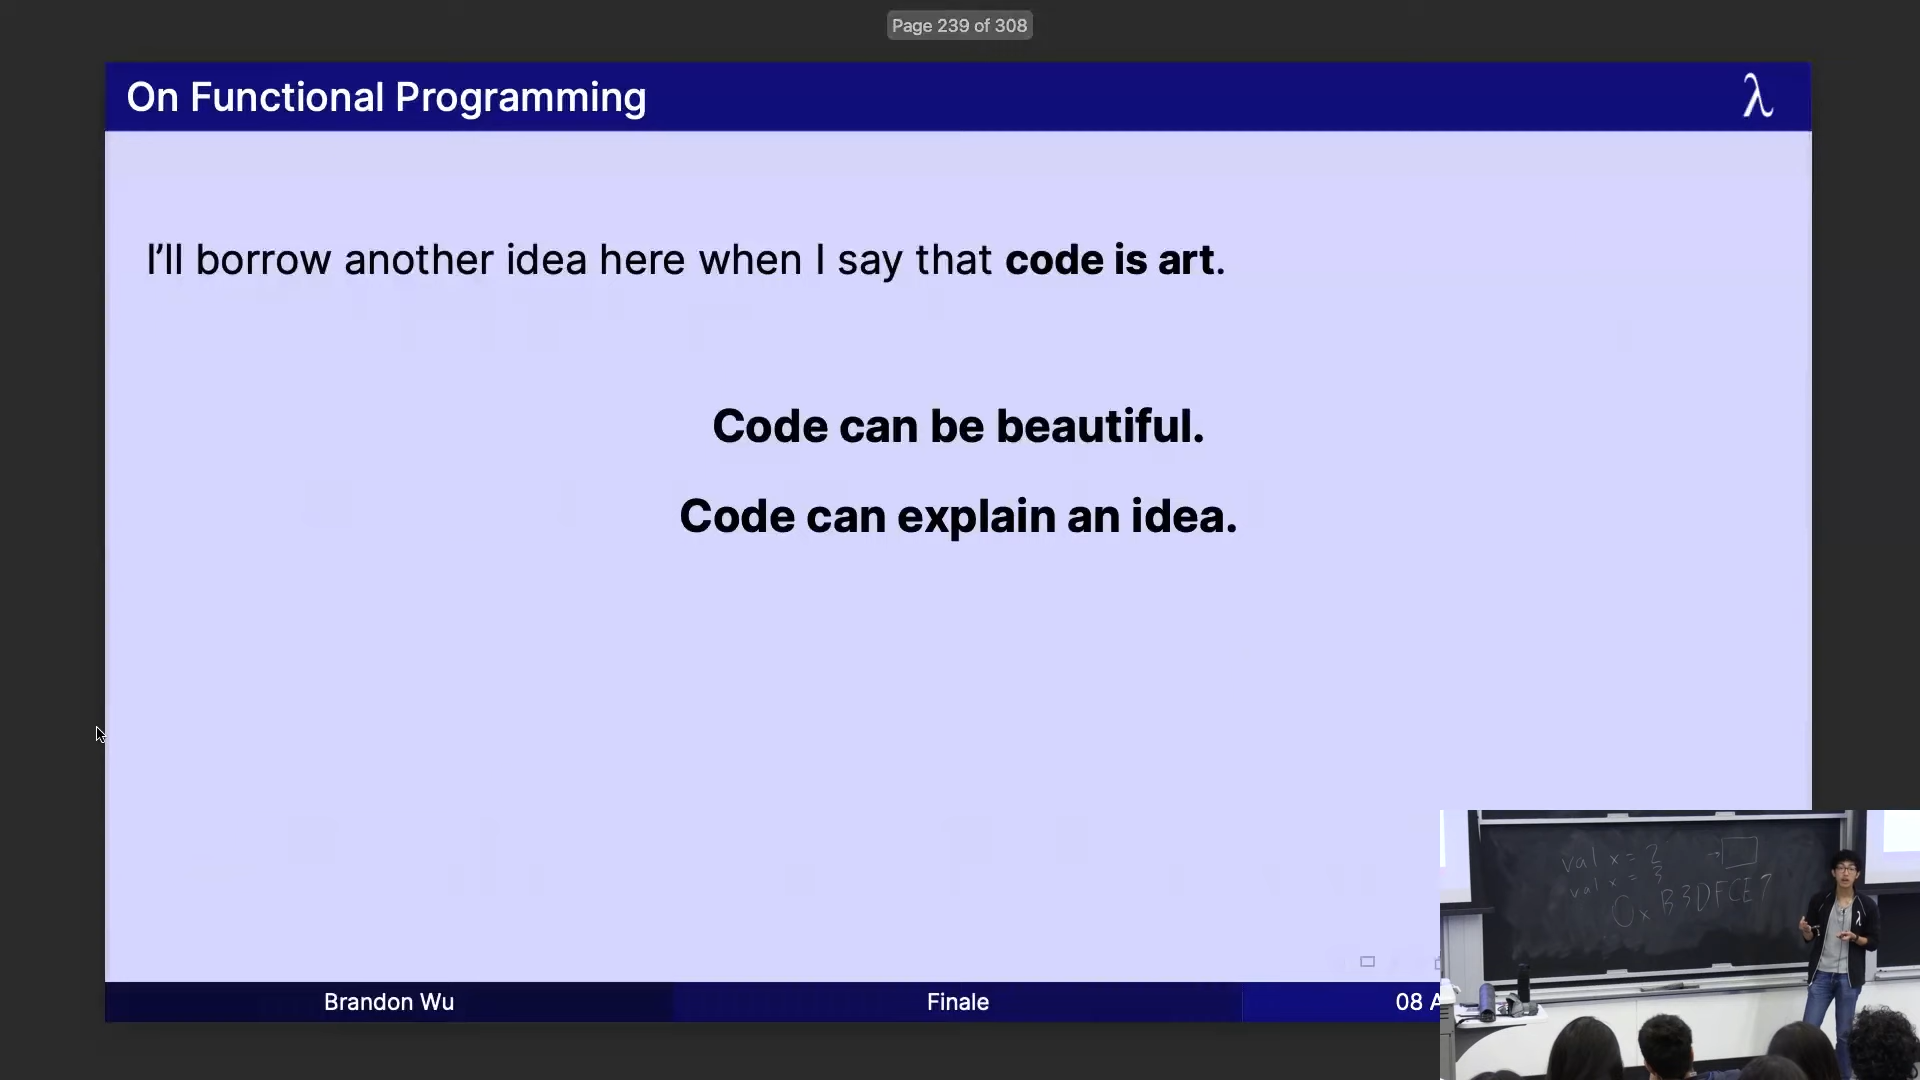 Page 239 of 308
On Functional Programming
λ
I'll borrow another idea here when I say that code is art.
Code can be beautiful.
Code can explain an idea.
val x = 2
val x = 3
0x B3DFCE7
Brandon Wu
Finale
08 A